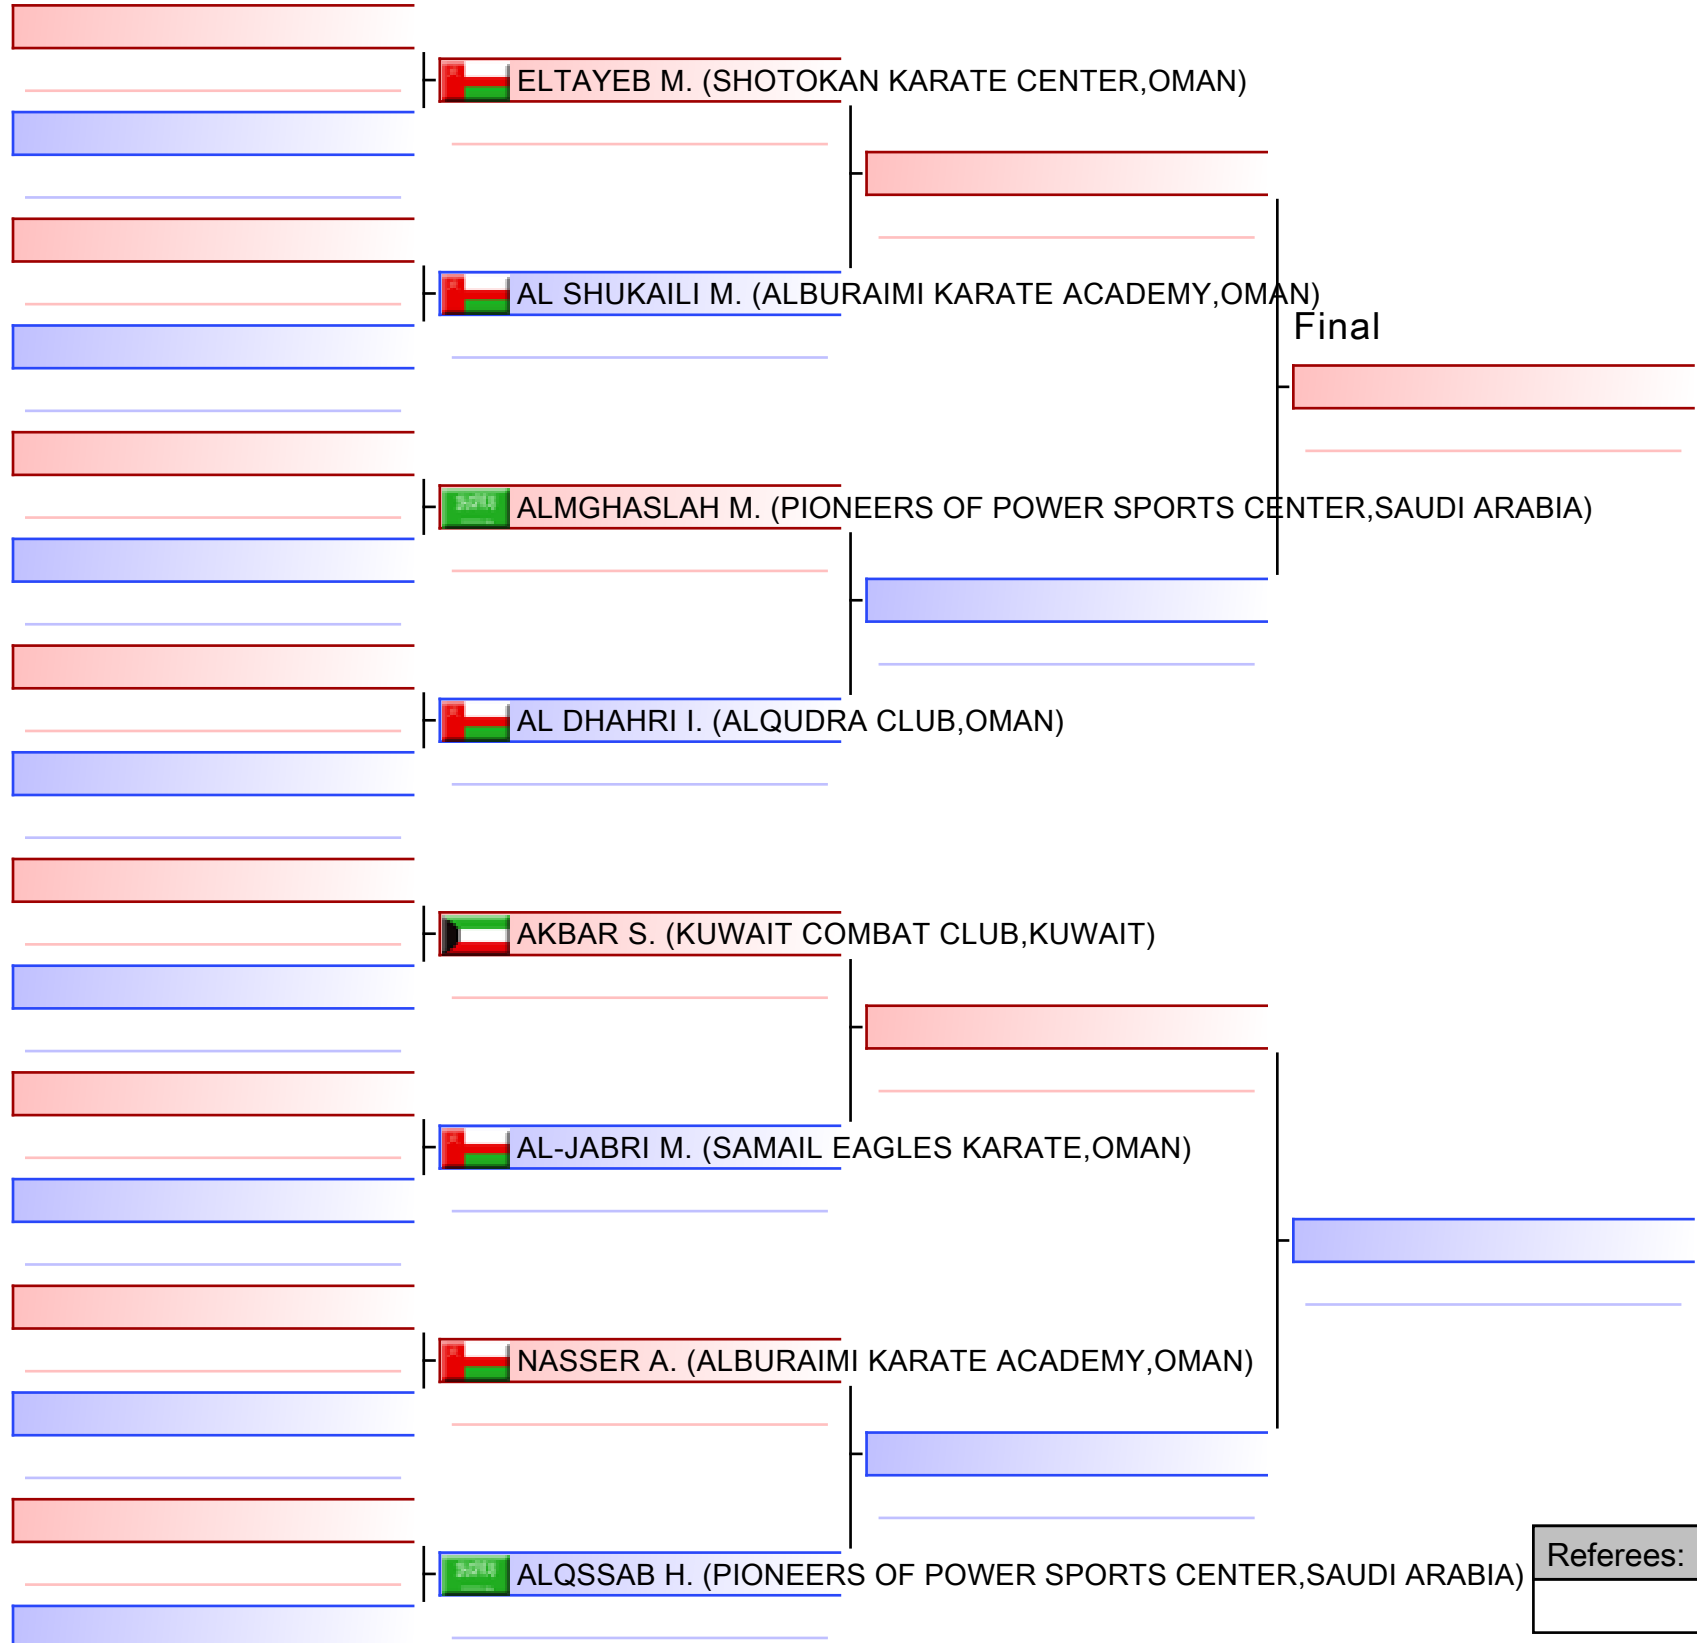 ELTAYEB M. (SHOTOKAN KARATE CENTER,OMAN)
AL SHUKAILI M. (ALBURAIMI KARATE ACADEMY,OMAN)
Final
ALMGHASLAH M. (PIONEERS OF POWER SPORTS CENTER,SAUDI ARABIA)
AL DHAHRI I. (ALQUDRA CLUB,OMAN)
AKBAR S. (KUWAIT COMBAT CLUB,KUWAIT)
AL-JABRI M. (SAMAIL EAGLES KARATE,OMAN)
NASSER A. (ALBURAIMI KARATE ACADEMY,OMAN)
ALQSSAB H. (PIONEERS OF POWER SPORTS CENTER,SAUDI ARABIA)
Referees: